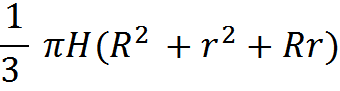 1/3 πH(R² + r² + Rr)